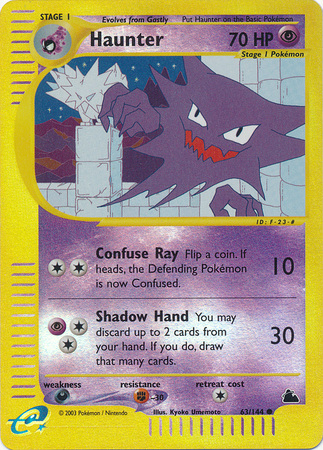 STAGE 1
Evolves from Gastly
Put Haunter on the Basic Pokémon
Haunter
70 HP
Stage 1 Pokémon
ID: F-23-#
Confuse Ray Flip a coin. If
heads, the Defending Pokémon
is now Confused.
10
Shadow Hand You may
discard up to 2 cards from
your hand. If you do, draw
that many cards.
30
weakness
resistance
retreat cost
-30
e
© 2003 Pokémon / Nintendo
Illus. Kyoko Umemoto
63/144